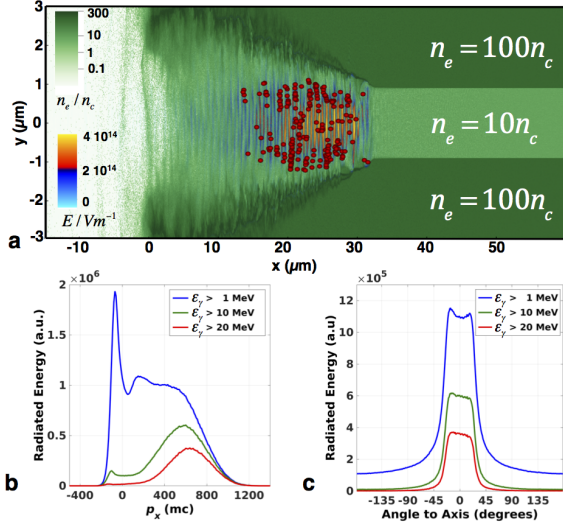 3
2
1
0
-1
-2
-3
y (μm)
300
10
1
0.1
n_e / n_c
4 10^14
2 10^14
0
E / Vm^-1
n_e = 100n_c
n_e = 10n_c
n_e = 100n_c
a
-10 0 10 20 30 40 50
x (μm)
×10^6
2
1.5
1
0.5
0
Radiated Energy (a.u.)
ε_γ > 1 MeV
ε_γ > 10 MeV
ε_γ > 20 MeV
-400 0 400 800 1200
p_x (mc)
b
×10^5
12
10
8
6
4
2
0
Radiated Energy (a.u)
ε_γ > 1 MeV
ε_γ > 10 MeV
ε_γ > 20 MeV
-135 -90 -45 0 45 90 135
Angle to Axis (degrees)
c